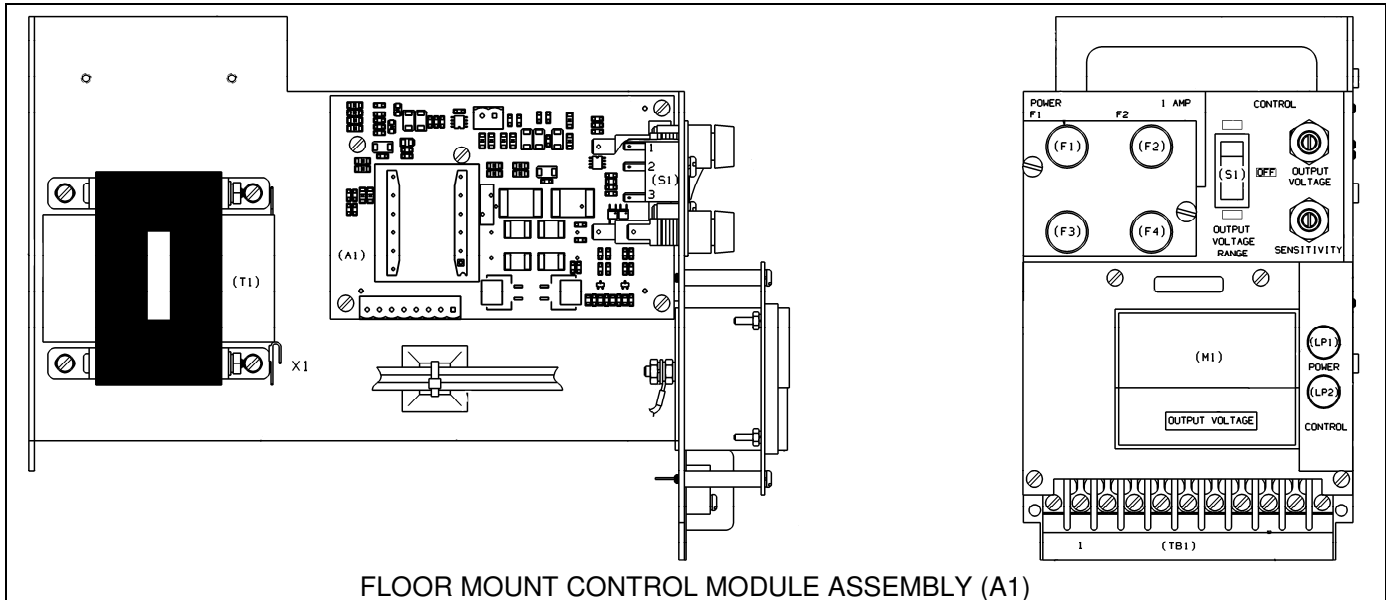 POWER 1 AMP
F1 F2
(F1) (F2)
(F3) (F4)
CONTROL
(S1) OFF
OUTPUT
VOLTAGE
OUTPUT
VOLTAGE
RANGE
SENSITIVITY
1
2
3
(S1)
(A1)
(T1)
X1
(M1)
OUTPUT VOLTAGE
(LP1)
POWER
(LP2)
CONTROL
1 (TB1)
FLOOR MOUNT CONTROL MODULE ASSEMBLY (A1)